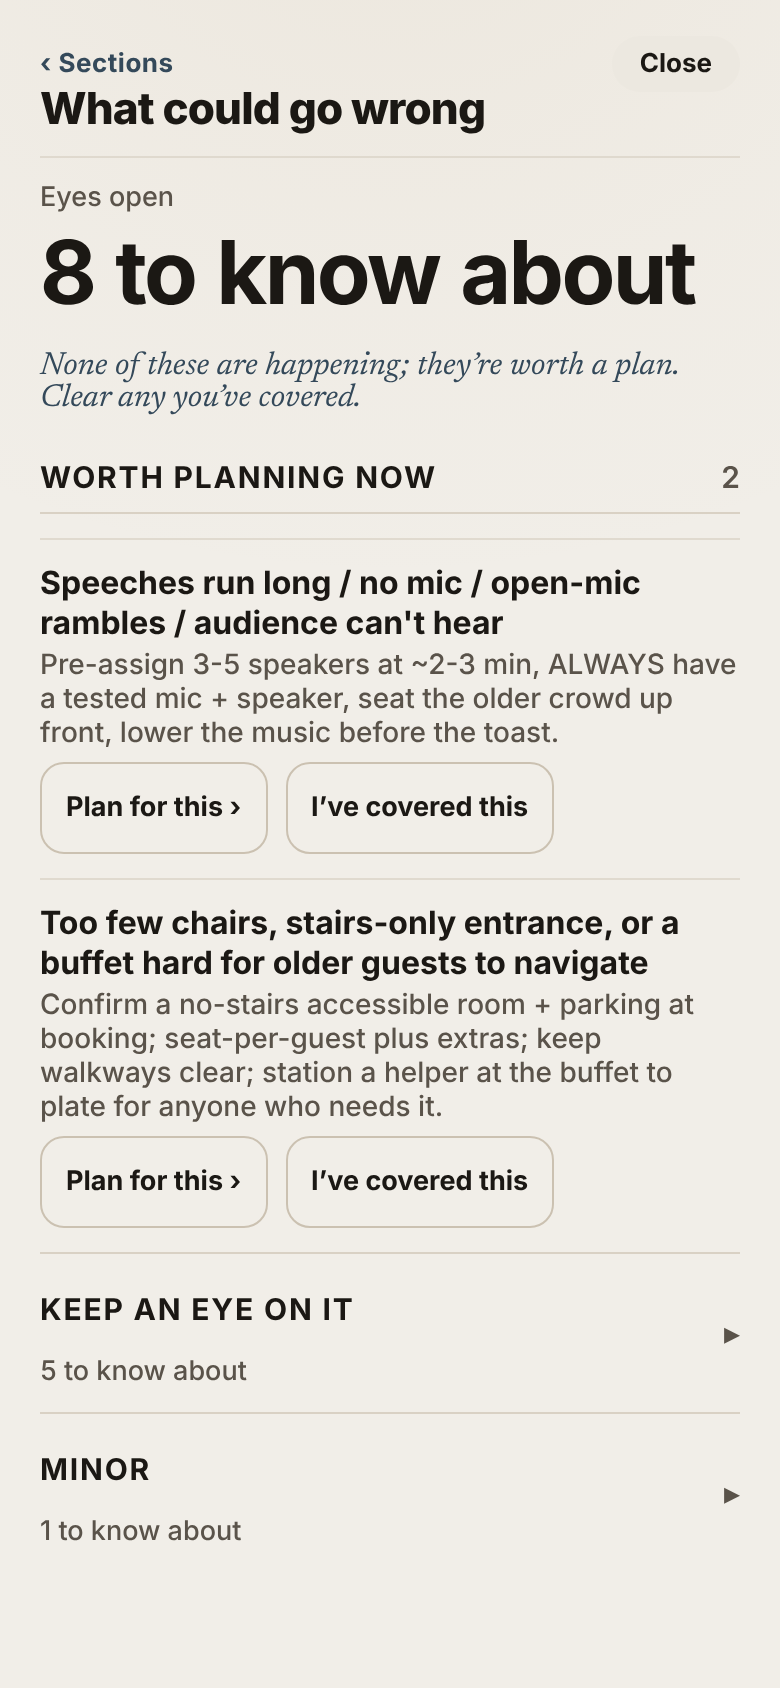 ‹ Sections
Close
What could go wrong
Eyes open
8 to know about
None of these are happening; they’re worth a plan.
Clear any you’ve covered.
WORTH PLANNING NOW
2
Speeches run long / no mic / open-mic
rambles / audience can't hear
Pre-assign 3-5 speakers at ~2-3 min, ALWAYS have
a tested mic + speaker, seat the older crowd up
front, lower the music before the toast.
Plan for this ›
I’ve covered this
Too few chairs, stairs-only entrance, or a
buffet hard for older guests to navigate
Confirm a no-stairs accessible room + parking at
booking; seat-per-guest plus extras; keep
walkways clear; station a helper at the buffet to
plate for anyone who needs it.
Plan for this ›
I’ve covered this
KEEP AN EYE ON IT
5 to know about
MINOR
1 to know about